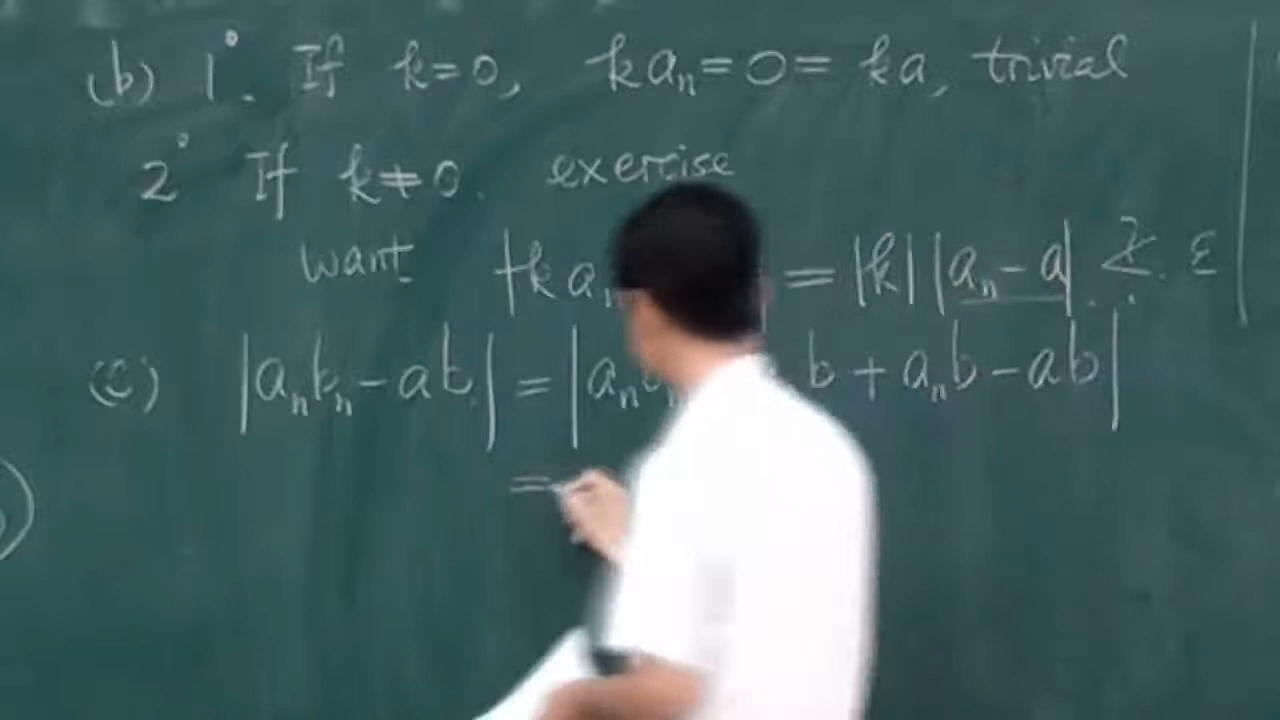 (b) 1°. If k=0, ka_n=0=ka, trivial
2° If k≠0. exercise
want |ka = |k||a_n-a| < ε
(c) |a_n b_n - ab| = |a_n b + a_n b - ab|
=